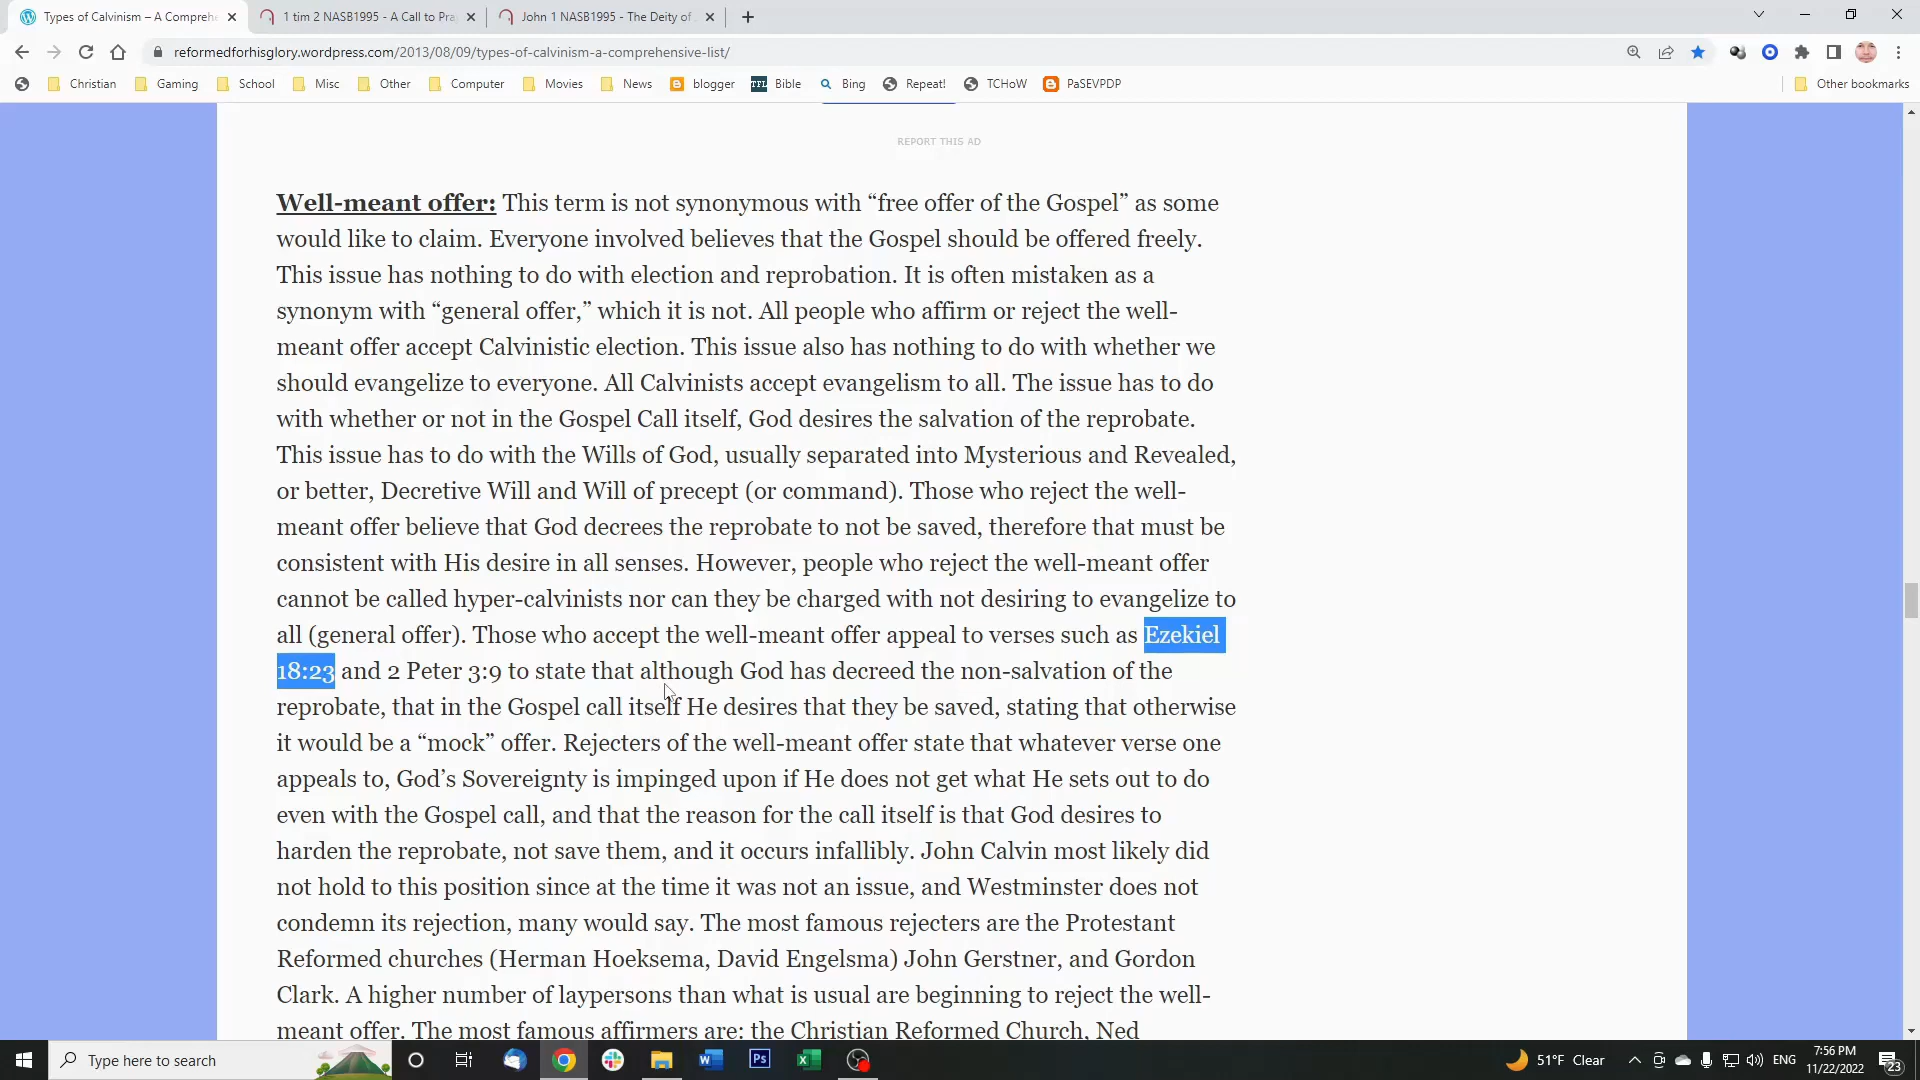 Types of Calvinism – A Comprehe
1 tim 2 NASB1995 - A Call to Pra
John 1 NASB1995 - The Deity of
reformedforhisglory.wordpress.com/2013/08/09/types-of-calvinism-a-comprehensive-list/
Christian Gaming School Misc Other Computer Movies News blogger TFL Bible Bing Repeat! TCHoW PaSEVPDP Other bookmarks
REPORT THIS AD
Well-meant offer: This term is not synonymous with “free offer of the Gospel” as some
would like to claim. Everyone involved believes that the Gospel should be offered freely.
This issue has nothing to do with election and reprobation. It is often mistaken as a
synonym with “general offer,” which it is not. All people who affirm or reject the well-
meant offer accept Calvinistic election. This issue also has nothing to do with whether we
should evangelize to everyone. All Calvinists accept evangelism to all. The issue has to do
with whether or not in the Gospel Call itself, God desires the salvation of the reprobate.
This issue has to do with the Wills of God, usually separated into Mysterious and Revealed,
or better, Decretive Will and Will of precept (or command). Those who reject the well-
meant offer believe that God decrees the reprobate to not be saved, therefore that must be
consistent with His desire in all senses. However, people who reject the well-meant offer
cannot be called hyper-calvinists nor can they be charged with not desiring to evangelize to
all (general offer). Those who accept the well-meant offer appeal to verses such as Ezekiel
18:23 and 2 Peter 3:9 to state that although God has decreed the non-salvation of the
reprobate, that in the Gospel call itself He desires that they be saved, stating that otherwise
it would be a “mock” offer. Rejecters of the well-meant offer state that whatever verse one
appeals to, God’s Sovereignty is impinged upon if He does not get what He sets out to do
even with the Gospel call, and that the reason for the call itself is that God desires to
harden the reprobate, not save them, and it occurs infallibly. John Calvin most likely did
not hold to this position since at the time it was not an issue, and Westminster does not
condemn its rejection, many would say. The most famous rejecters are the Protestant
Reformed churches (Herman Hoeksema, David Engelsma) John Gerstner, and Gordon
Clark. A higher number of laypersons than what is usual are beginning to reject the well-
meant offer. The most famous affirmers are: the Christian Reformed Church, Ned
Type here to search
Ps
51°F Clear
ENG
7:56 PM
11/22/2022
23